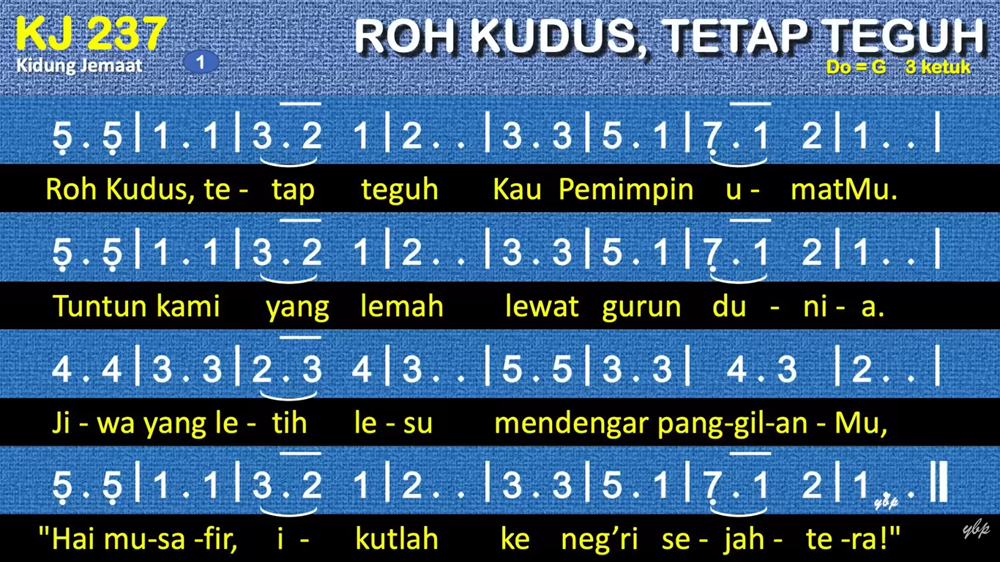 KJ 237
ROH KUDUS, TETAP TEGUH
Kidung Jemaat
1
Do = G 3 ketuk
5̣ . 5̣ | 1 . 1 | 3 . 2 1 | 2 . . | 3 . 3 | 5 . 1 | 7̣ . 1 2 | 1 . . |
Roh Kudus, te - tap teguh Kau Pemimpin u - matMu.
5̣ . 5̣ | 1 . 1 | 3 . 2 1 | 2 . . | 3 . 3 | 5 . 1 | 7̣ . 1 2 | 1 . . |
Tuntun kami yang lemah lewat gurun du - ni - a.
4 . 4 | 3 . 3 | 2 . 3 4 | 3 . . | 5 . 5 | 3 . 3 | 4 . 3 | 2 . . |
Ji - wa yang le - tih le - su mendengar pang-gil-an - Mu,
5̣ . 5̣ | 1 . 1 | 3 . 2 1 | 2 . . | 3 . 3 | 5 . 1 | 7̣ . 1 2 | 1 . . ||
ybp
"Hai mu-sa -fir, i - kutlah ke neg’ri se - jah - te -ra!"
ybp